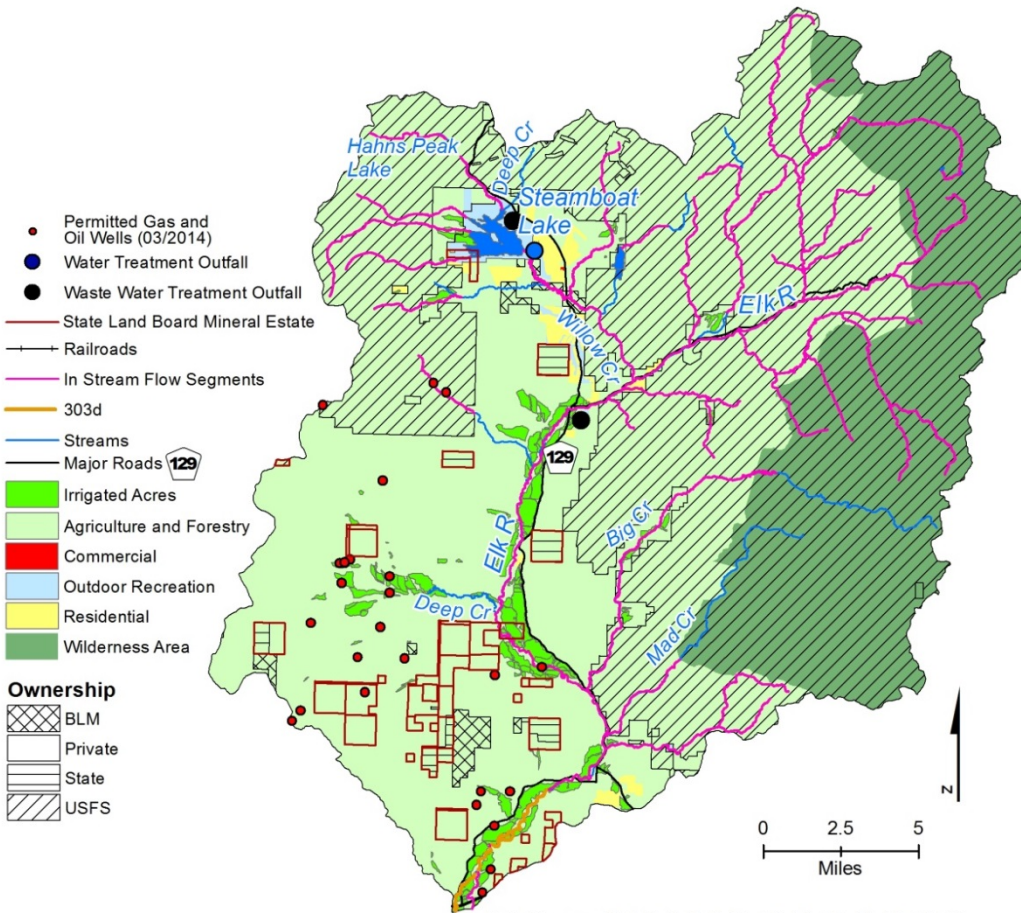 Hahns Peak
Lake
Deep Cr
Steamboat
Lake
Willow Cr
Elk R
129
Elk R
Big Cr
Deep Cr
Mad Cr
Permitted Gas and
Oil Wells (03/2014)
Water Treatment Outfall
Waste Water Treatment Outfall
State Land Board Mineral Estate
Railroads
In Stream Flow Segments
303d
Streams
Major Roads 129
Irrigated Acres
Agriculture and Forestry
Commercial
Outdoor Recreation
Residential
Wilderness Area
Ownership
BLM
Private
State
USFS
N
0 2.5 5
Miles